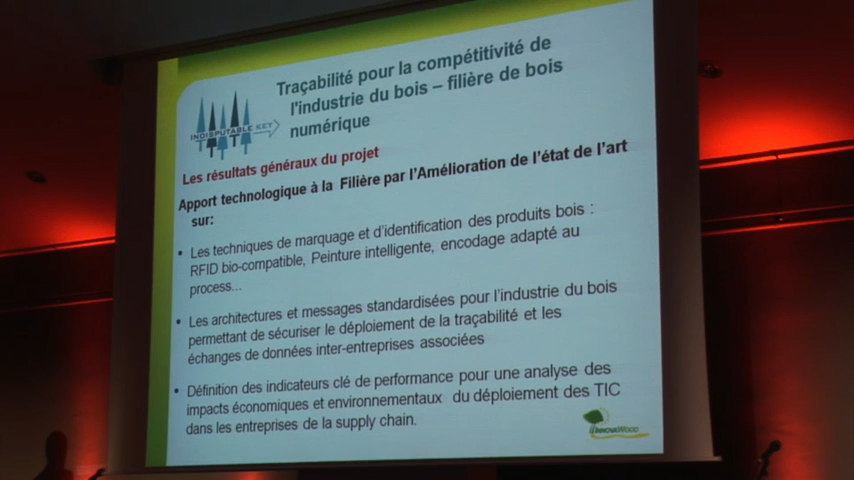 Traçabilité pour la compétitivité de
l'industrie du bois – filière de bois
numérique
INDISPUTABLE KEY
Les résultats généraux du projet
Apport technologique à la Filière par l'Amélioration de l'état de l'art
sur:
• Les techniques de marquage et d'identification des produits bois :
RFID bio-compatible, Peinture intelligente, encodage adapté au
process...
• Les architectures et messages standardisées pour l'industrie du bois
permettant de sécuriser le déploiement de la traçabilité et les
échanges de données inter-entreprises associées
• Définition des indicateurs clé de performance pour une analyse des
impacts économiques et environnementaux du déploiement des TIC
dans les entreprises de la supply chain.
INNOVAWOOD